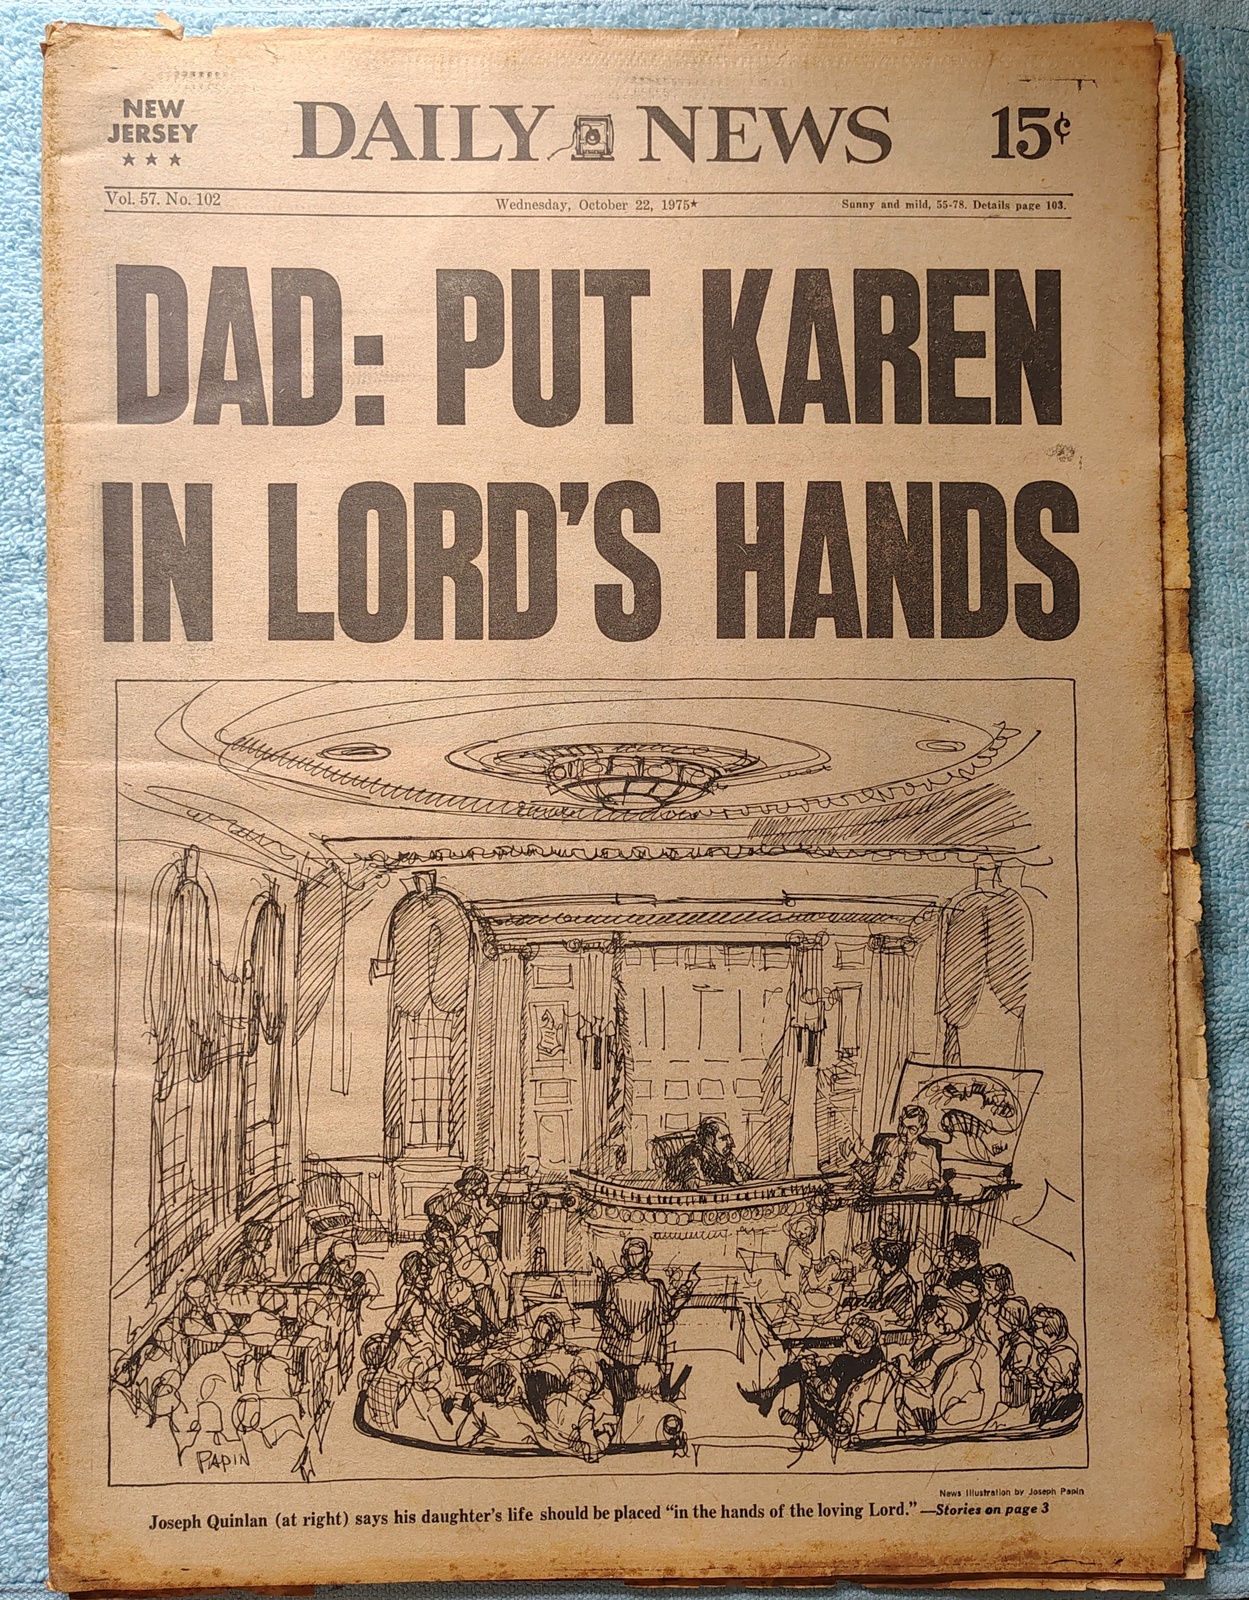 NEW
JERSEY
★ ★ ★
DAILY NEWS
15¢
Vol. 57. No. 102
Wednesday, October 22, 1975★
Sunny and mild, 55-78. Details page 103.
DAD: PUT KAREN
IN LORD'S HANDS
PAPIN
News Illustration by Joseph Papin
Joseph Quinlan (at right) says his daughter's life should be placed "in the hands of the loving Lord." —Stories on page 3